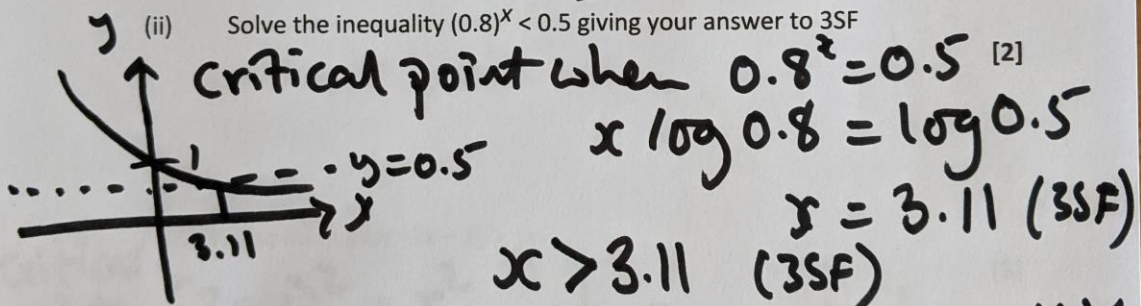 (ii) Solve the inequality (0.8)ˣ < 0.5 giving your answer to 3SF
[2]
critical point when 0.8ˣ = 0.5
x log 0.8 = log 0.5
x = 3.11 (3SF)
x > 3.11 (3SF)
y
1
y = 0.5
x
3.11